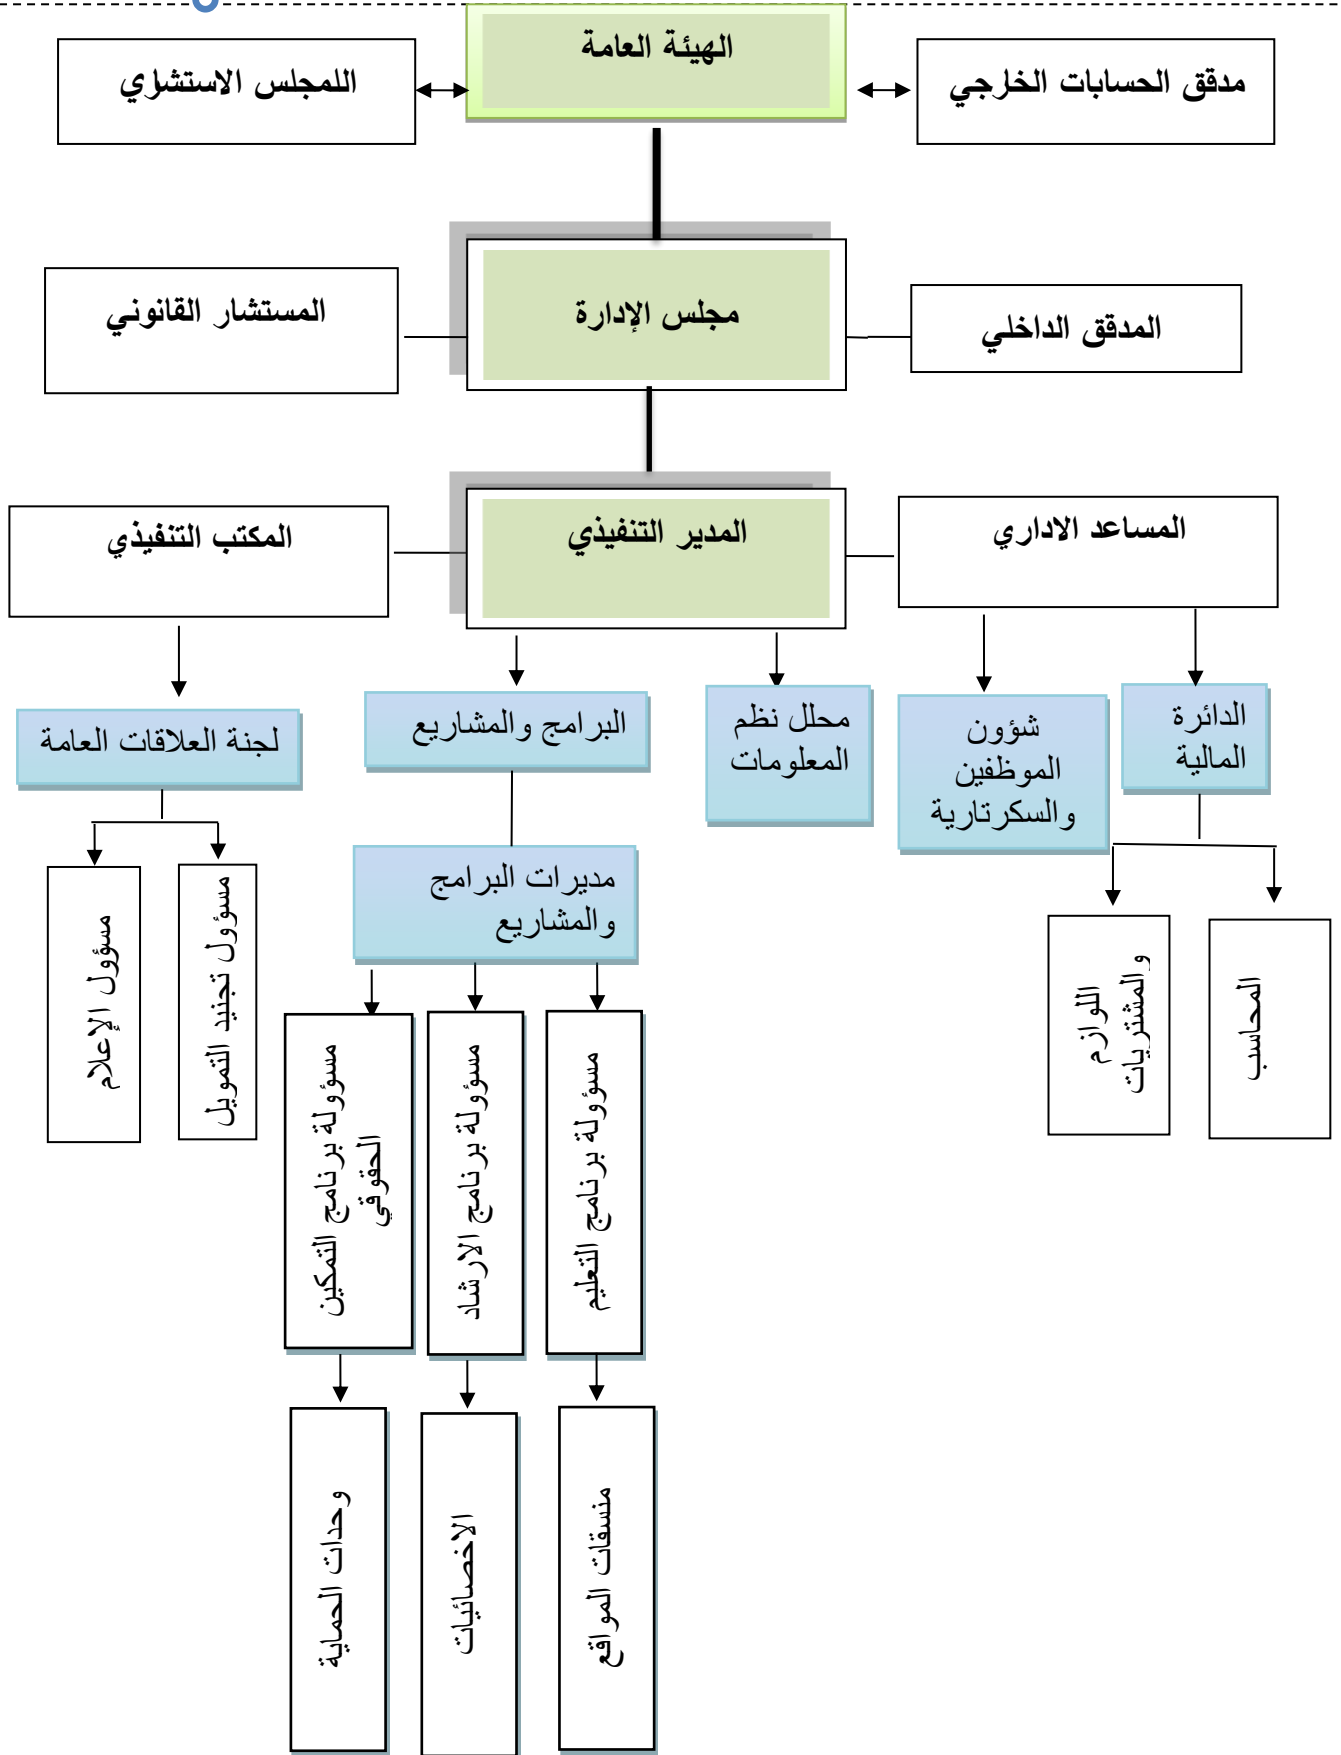 الهيئة العامة
مدقق الحسابات الخارجي
اللمجلس الاستشاري
مجلس الإدارة
المدقق الداخلي
المستشار القانوني
المدير التنفيذي
المساعد الاداري
المكتب التنفيذي
الدائرة
المالية
شؤون
الموظفين
والسكرتارية
محلل نظم
المعلومات
البرامج والمشاريع
لجنة العلاقات العامة
مديرات البرامج
والمشاريع
المحاسب
اللوازم
والمشتريات
مسؤولة برنامج التعليم
مسؤولة برنامج الارشاد
مسؤولة برنامج التمكين
الحقوقي
مسؤول تجنيد التمويل
مسؤول الإعلام
منسقات المواقع
الاخصائيات
وحدات الحماية